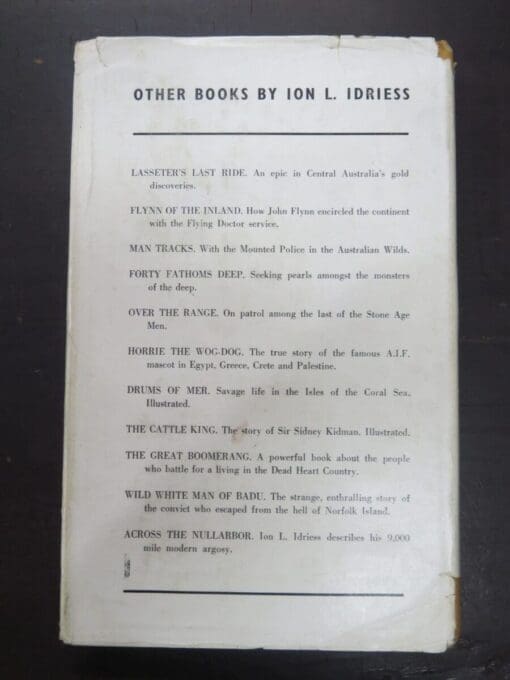 OTHER BOOKS BY ION L. IDRIESS
LASSETER'S LAST RIDE. An epic in Central Australia's gold
discoveries.
FLYNN OF THE INLAND. How John Flynn encircled the continent
with the Flying Doctor service.
MAN TRACKS. With the Mounted Police in the Australian Wilds.
FORTY FATHOMS DEEP. Seeking pearls amongst the monsters
of the deep.
OVER THE RANGE. On patrol among the last of the Stone Age
Men.
HORRIE THE WOG-DOG. The true story of the famous A.I.F.
mascot in Egypt, Greece, Crete and Palestine.
DRUMS OF MER. Savage life in the Isles of the Coral Sea.
Illustrated.
THE CATTLE KING. The story of Sir Sidney Kidman. Illustrated.
THE GREAT BOOMERANG. A powerful book about the people
who battle for a living in the Dead Heart Country.
WILD WHITE MAN OF BADU. The strange, enthralling story of
the convict who escaped from the hell of Norfolk Island.
ACROSS THE NULLARBOR. Ion L. Idriess describes his 9,000
mile modern argosy.